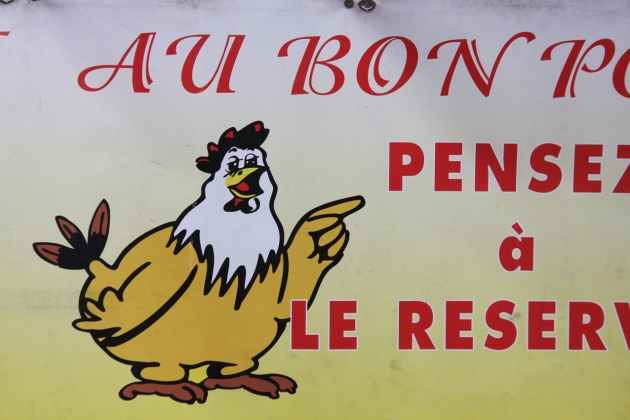 AU BON PO
PENSEZ
à
LE RESERV